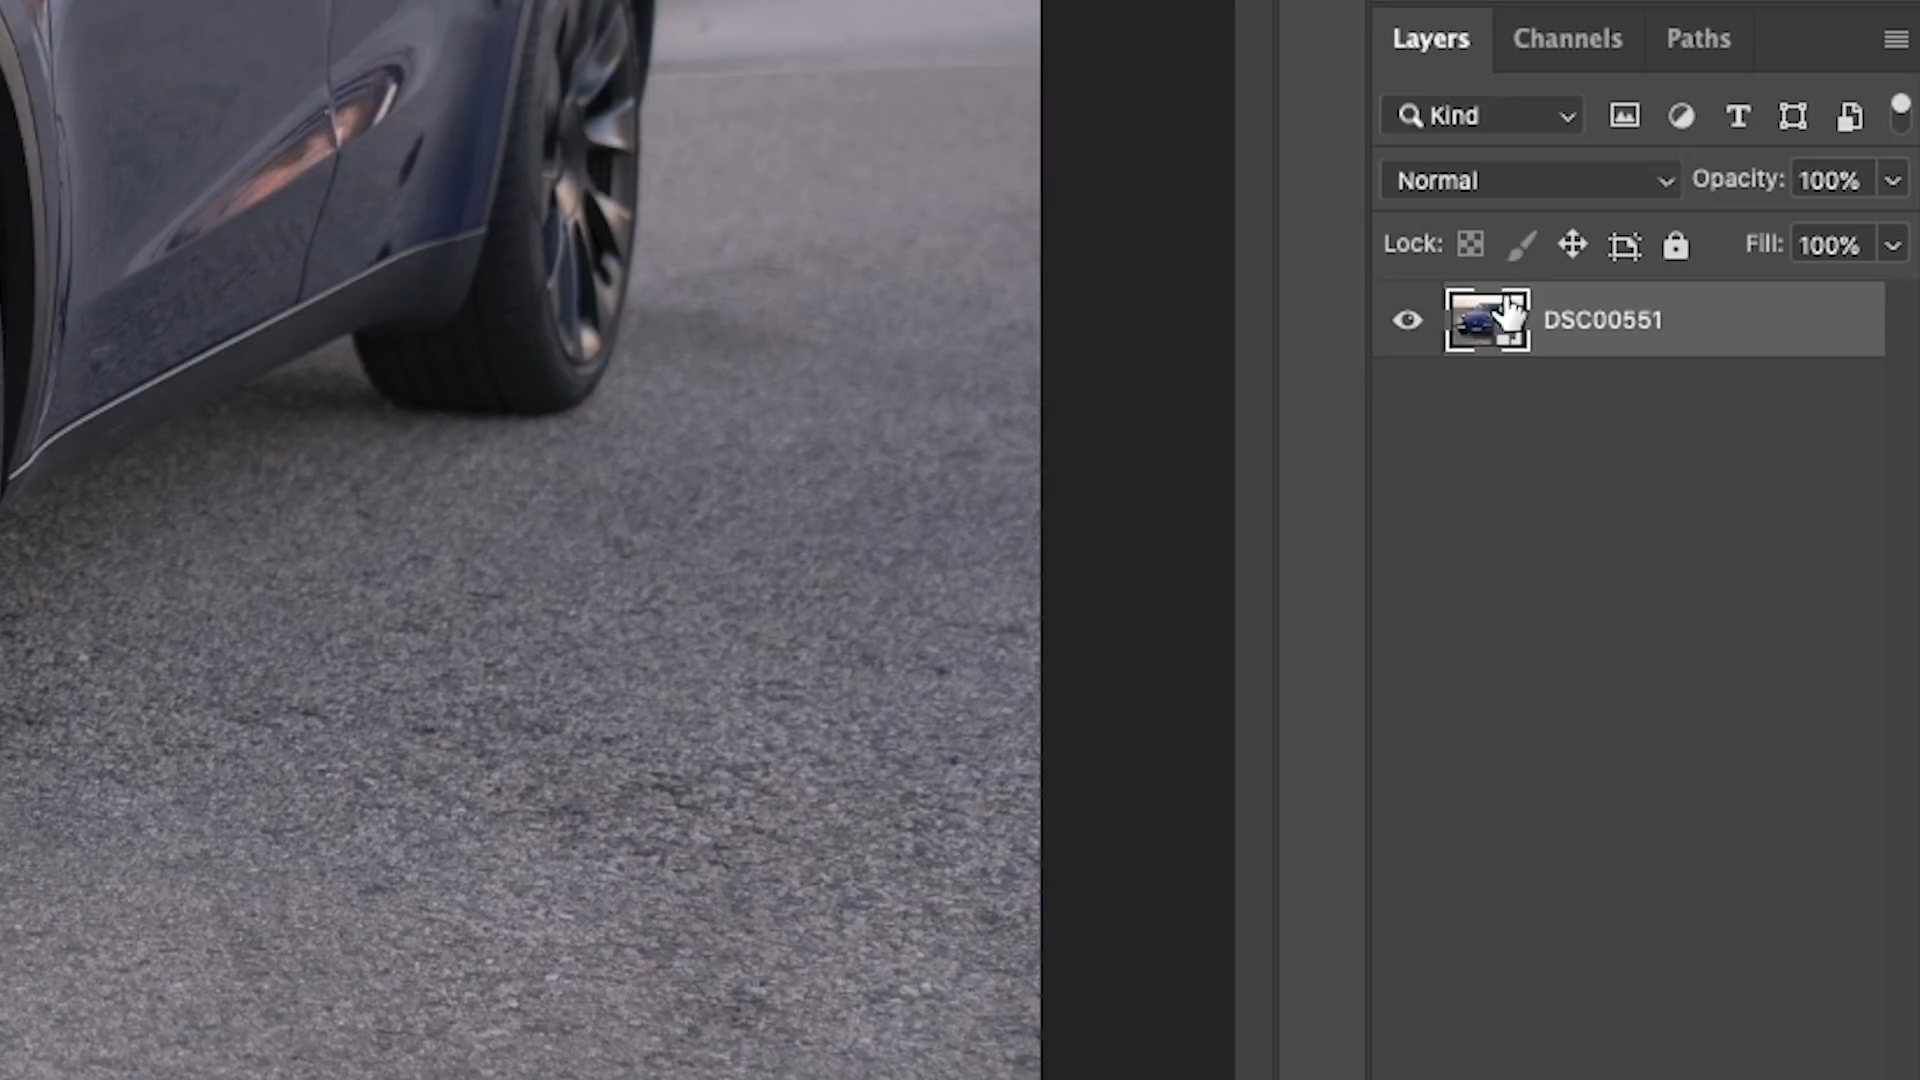 Layers Channels Paths
Kind
Normal Opacity: 100%
Lock: Fill: 100%
DSC00551